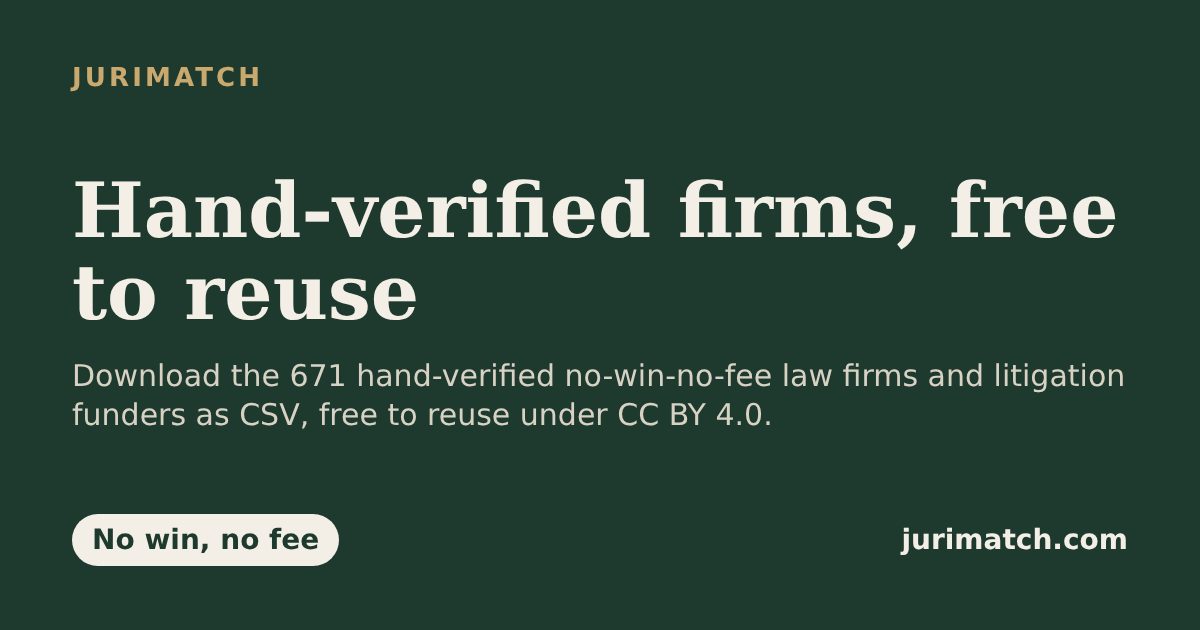 JURIMATCH
Hand-verified firms, free
to reuse
Download the 671 hand-verified no-win-no-fee law firms and litigation
funders as CSV, free to reuse under CC BY 4.0.
No win, no fee
jurimatch.com